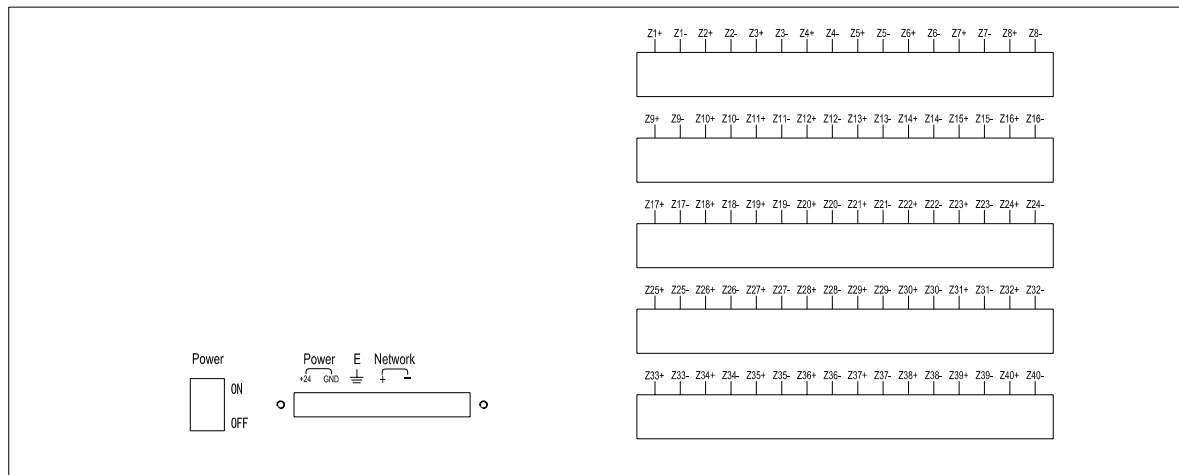 Z1+ Z1- Z2+ Z2- Z3+ Z3- Z4+ Z4- Z5+ Z5- Z6+ Z6- Z7+ Z7- Z8+ Z8-
Z9+ Z9- Z10+ Z10- Z11+ Z11- Z12+ Z12- Z13+ Z13- Z14+ Z14- Z15+ Z15- Z16+ Z16-
Z17+ Z17- Z18+ Z18- Z19+ Z19- Z20+ Z20- Z21+ Z21- Z22+ Z22- Z23+ Z23- Z24+ Z24-
Z25+ Z25- Z26+ Z26- Z27+ Z27- Z28+ Z28- Z29+ Z29- Z30+ Z30- Z31+ Z31- Z32+ Z32-
Z33+ Z33- Z34+ Z34- Z35+ Z35- Z36+ Z36- Z37+ Z37- Z38+ Z38- Z39+ Z39- Z40+ Z40-
Power
ON
OFF
Power E Network
+24 GND + -